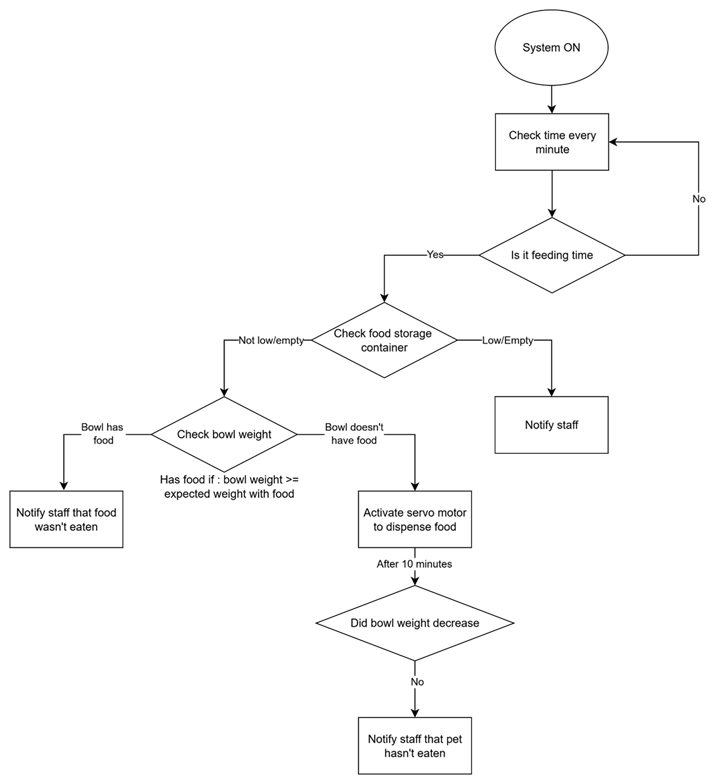 System ON
Check time every
minute
No
Is it feeding time
Yes
Check food storage
container
Not low/empty
Low/Empty
Notify staff
Bowl has
food
Check bowl weight
Bowl doesn't
have food
Has food if : bowl weight >=
expected weight with food
Notify staff that food
wasn't eaten
Activate servo motor
to dispense food
After 10 minutes
Did bowl weight decrease
No
Notify staff that pet
hasn't eaten